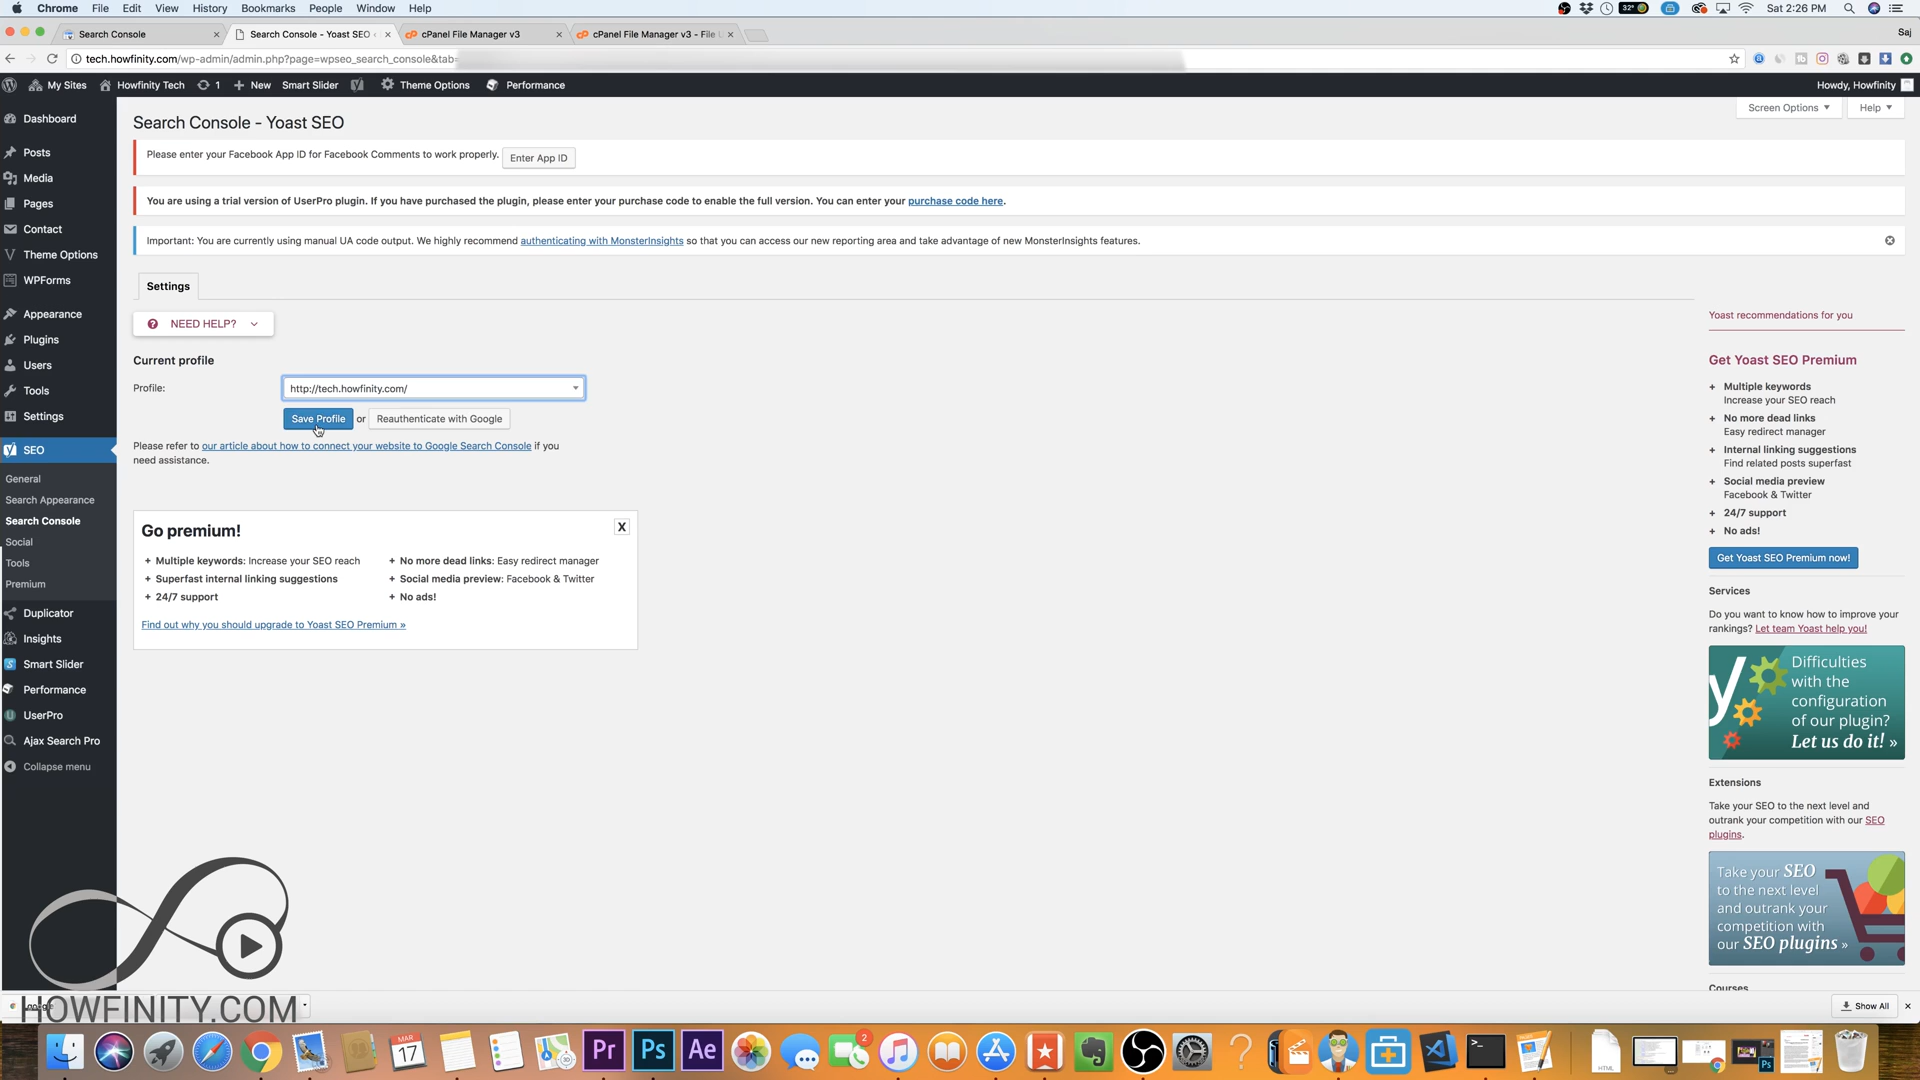 Chrome File Edit View History Bookmarks People Window Help
32° Sat 2:26 PM
Search Console
Search Console - Yoast SEO
cPanel File Manager v3
cPanel File Manager v3 - File
Saj
tech.howfinity.com/wp-admin/admin.php?page=wpseo_search_console&tab=
My Sites Howfinity Tech 1 New Smart Slider Theme Options Performance
Howdy, Howfinity
Screen Options Help
Dashboard
Posts
Media
Pages
Contact
Theme Options
WPForms
Appearance
Plugins
Users
Tools
Settings
SEO
General
Search Appearance
Search Console
Social
Tools
Premium
Duplicator
Insights
Smart Slider
Performance
UserPro
Ajax Search Pro
Collapse menu
Search Console - Yoast SEO
Please enter your Facebook App ID for Facebook Comments to work properly. Enter App ID
You are using a trial version of UserPro plugin. If you have purchased the plugin, please enter your purchase code to enable the full version. You can enter your purchase code here.
Important: You are currently using manual UA code output. We highly recommend authenticating with MonsterInsights so that you can access our new reporting area and take advantage of new MonsterInsights features.
Settings
NEED HELP?
Current profile
Profile: http://tech.howfinity.com/
Save Profile or Reauthenticate with Google
Please refer to our article about how to connect your website to Google Search Console if you
need assistance.
Go premium! X
+ Multiple keywords: Increase your SEO reach
+ Superfast internal linking suggestions
+ 24/7 support
+ No more dead links: Easy redirect manager
+ Social media preview: Facebook & Twitter
+ No ads!
Find out why you should upgrade to Yoast SEO Premium »
Yoast recommendations for you
Get Yoast SEO Premium
+ Multiple keywords
Increase your SEO reach
+ No more dead links
Easy redirect manager
+ Internal linking suggestions
Find related posts superfast
+ Social media preview
Facebook & Twitter
+ 24/7 support
+ No ads!
Get Yoast SEO Premium now!
Services
Do you want to know how to improve your
rankings? Let team Yoast help you!
Difficulties
with the
configuration
of our plugin?
Let us do it! »
Extensions
Take your SEO to the next level and
outrank your competition with our SEO
plugins.
Take your SEO
to the next level
and outrank your
competition with
our SEO plugins »
Courses
HOWFINITY.COM
Show All
MAR
17
Pr Ps Ae
2
HTML